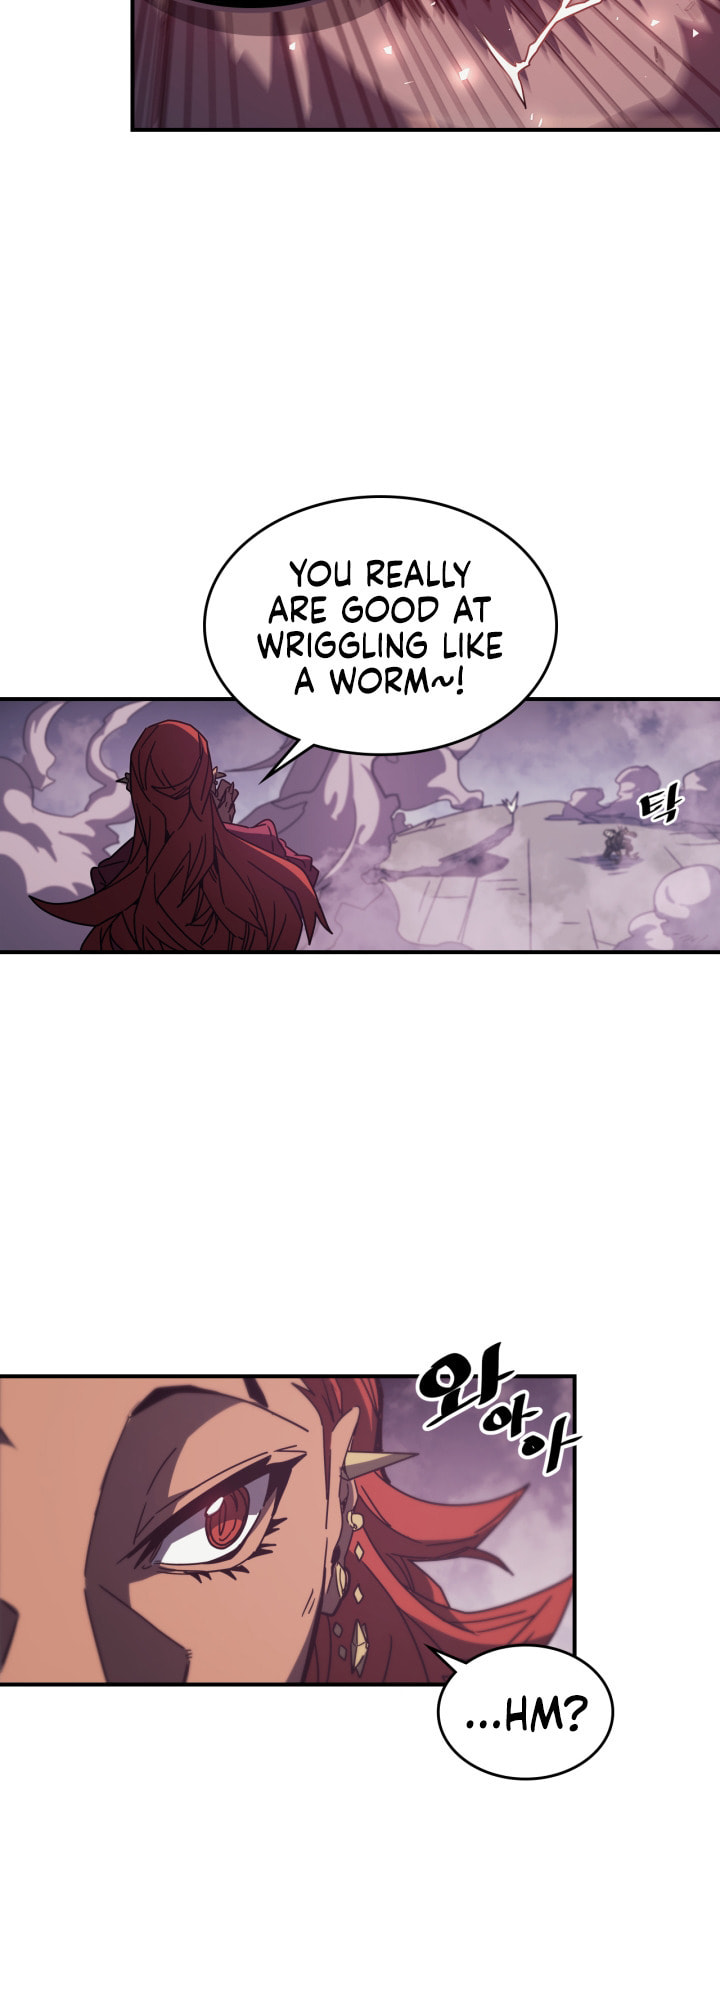 YOU REALLY
ARE GOOD AT
WRIGGLING LIKE
A WORM~!
탁
와
아
아
...HM?